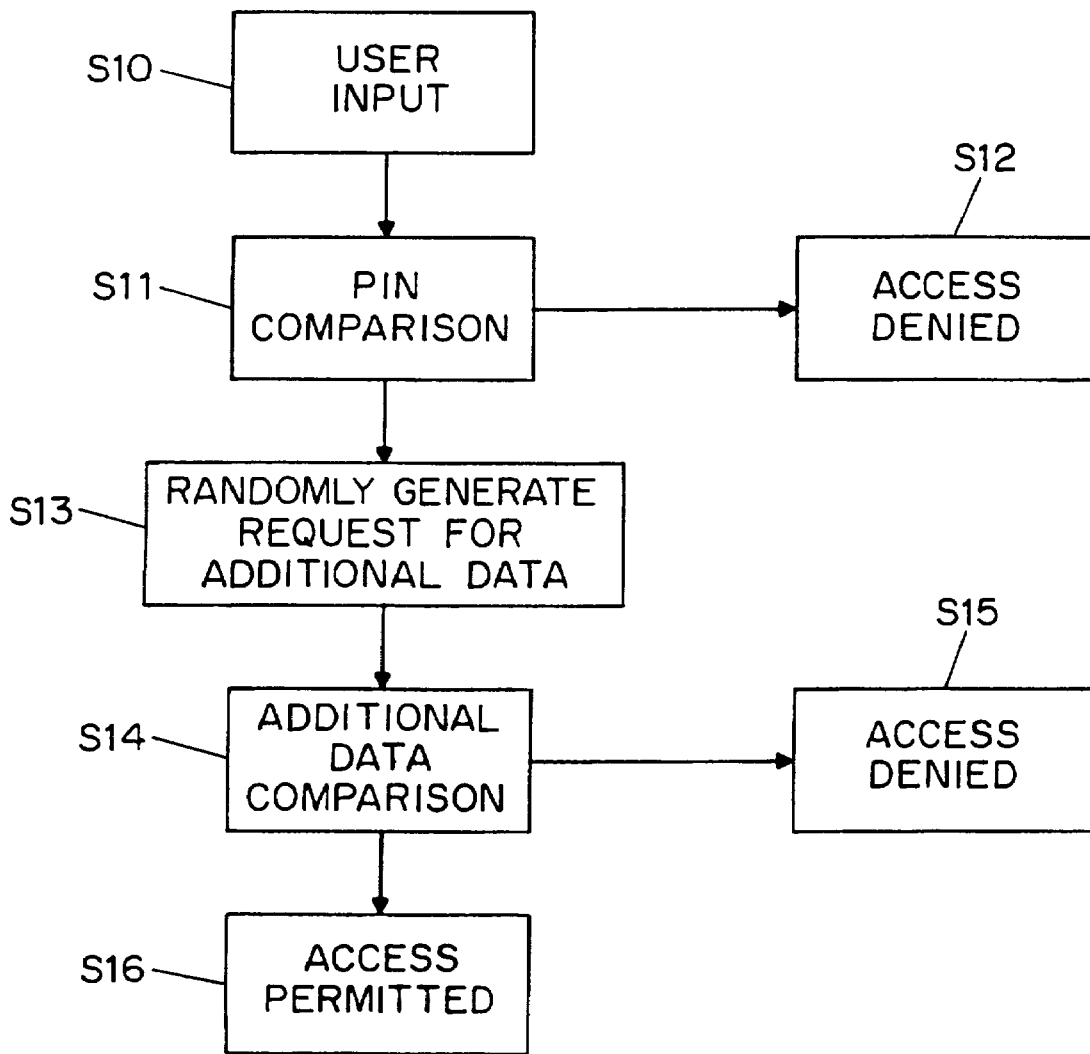 S10
USER
INPUT
S12
S11
PIN
COMPARISON
ACCESS
DENIED
S13
RANDOMLY GENERATE
REQUEST FOR
ADDITIONAL DATA
S15
S14
ADDITIONAL
DATA
COMPARISON
ACCESS
DENIED
S16
ACCESS
PERMITTED